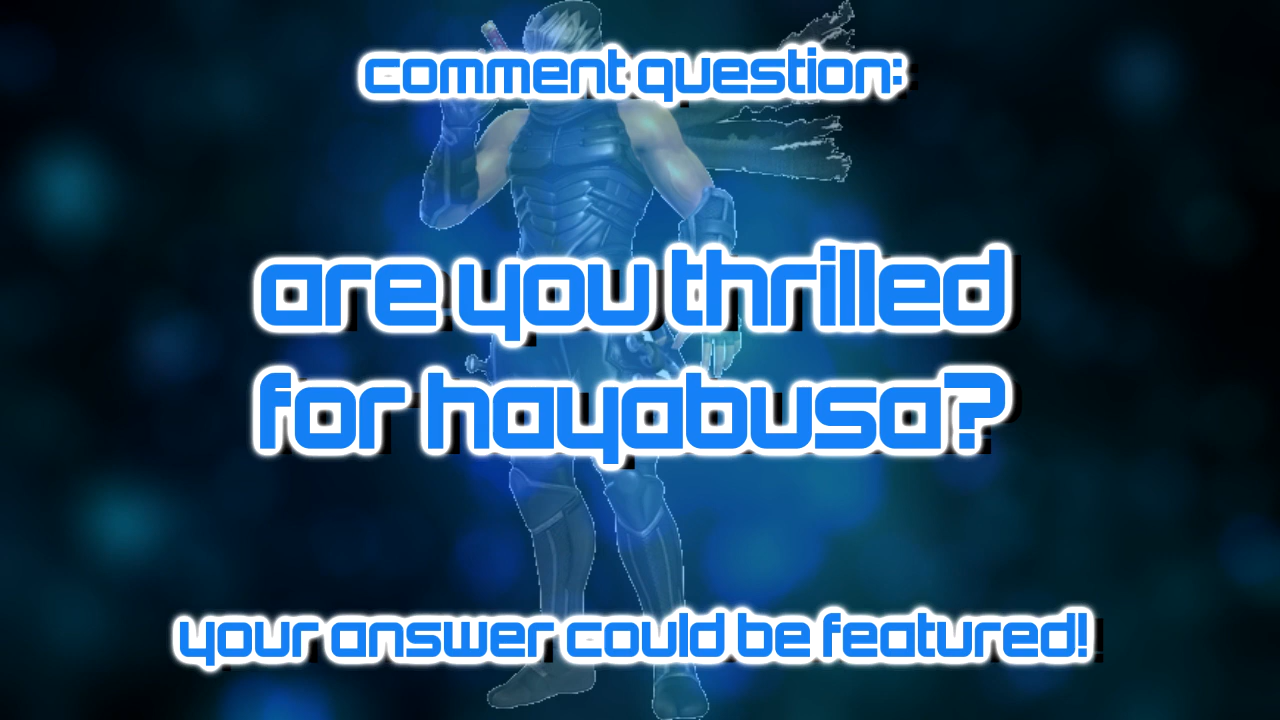 comment question:
are you thrilled
for hayabusa?
your answer could be featured!